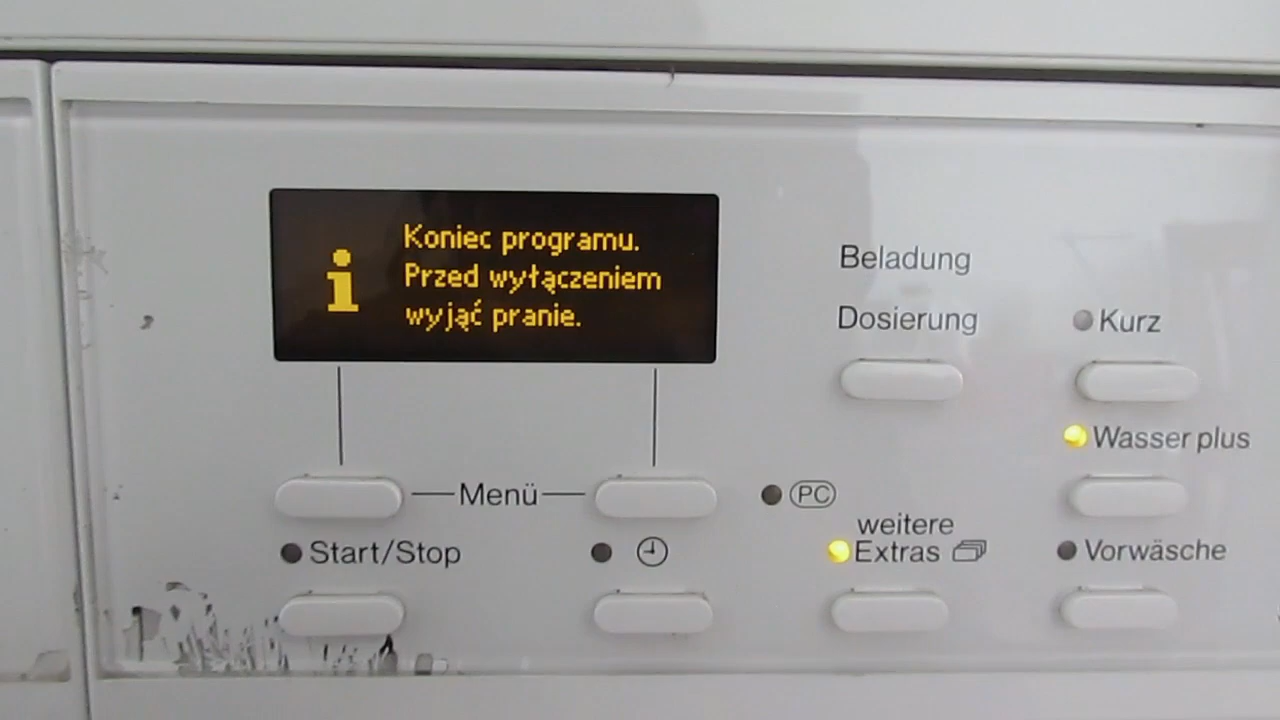 Koniec programu.
Przed wyłączeniem
wyjąć pranie.
Beladung
Dosierung
Kurz
Wasser plus
Menü
PC
weitere
Extras
Vorwäsche
Start/Stop